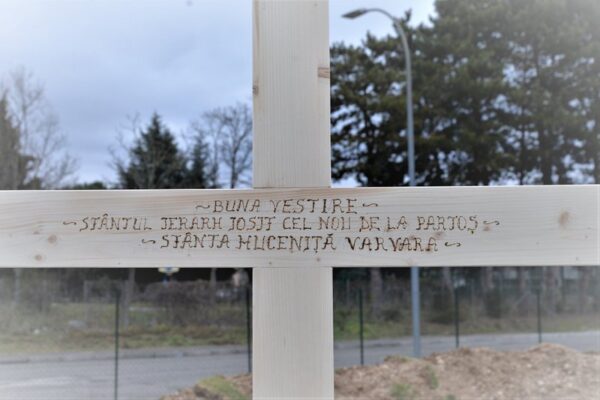 ~BUNA VESTIRE~
~SFÂNTUL IERARH IOSIF CEL NOU DE LA PARTOȘ~
~SFÂNTA MUCENIȚĂ VARVARA~